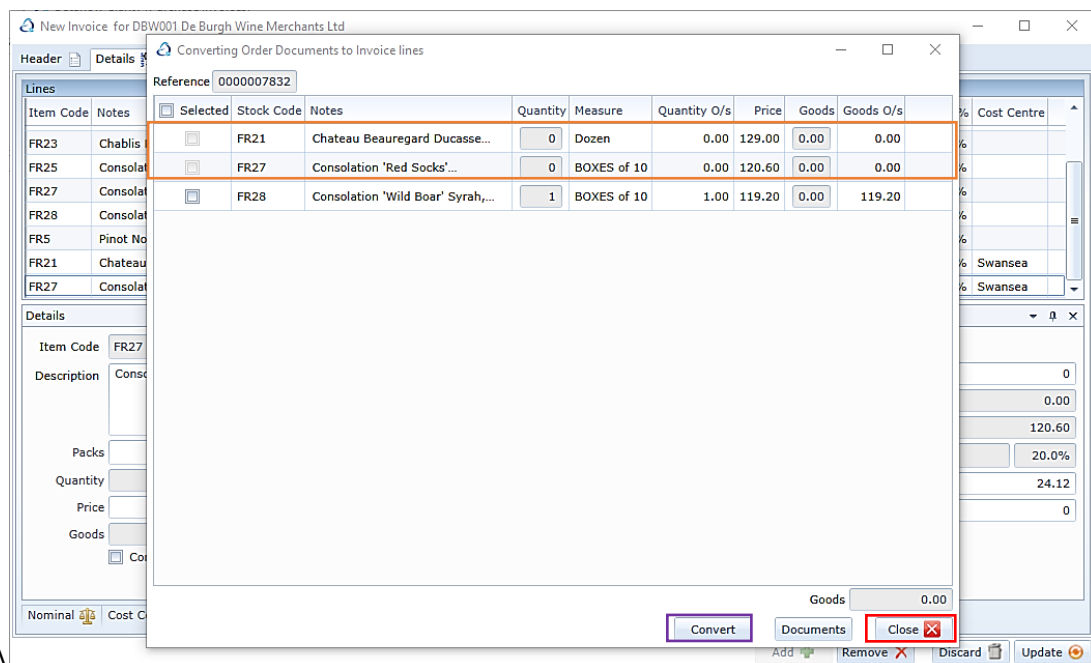 New Invoice for DBW001 De Burgh Wine Merchants Ltd
Header Details
Converting Order Documents to Invoice lines
Reference 0000007832
Lines
Item Code Notes % Cost Centre
Selected Stock Code Notes Quantity Measure Quantity O/s Price Goods Goods O/s
FR21 Chateau Beauregard Ducasse... 0 Dozen 0.00 129.00 0.00 0.00
FR27 Consolation 'Red Socks'... 0 BOXES of 10 0.00 120.60 0.00 0.00
FR28 Consolation 'Wild Boar' Syrah,... 1 BOXES of 10 1.00 119.20 0.00 119.20
FR23 Chablis %
FR25 Consolat %
FR27 Consolat %
FR28 Consolat %
FR5 Pinot No %
FR21 Chateau % Swansea
FR27 Consolat % Swansea
Details
Item Code FR27
Description Conso
0
0.00
120.60
Packs 20.0%
Quantity 24.12
Price 0
Goods
Co
Goods 0.00
Nominal Cost C
Convert Documents Close
Add Remove Discard Update
\